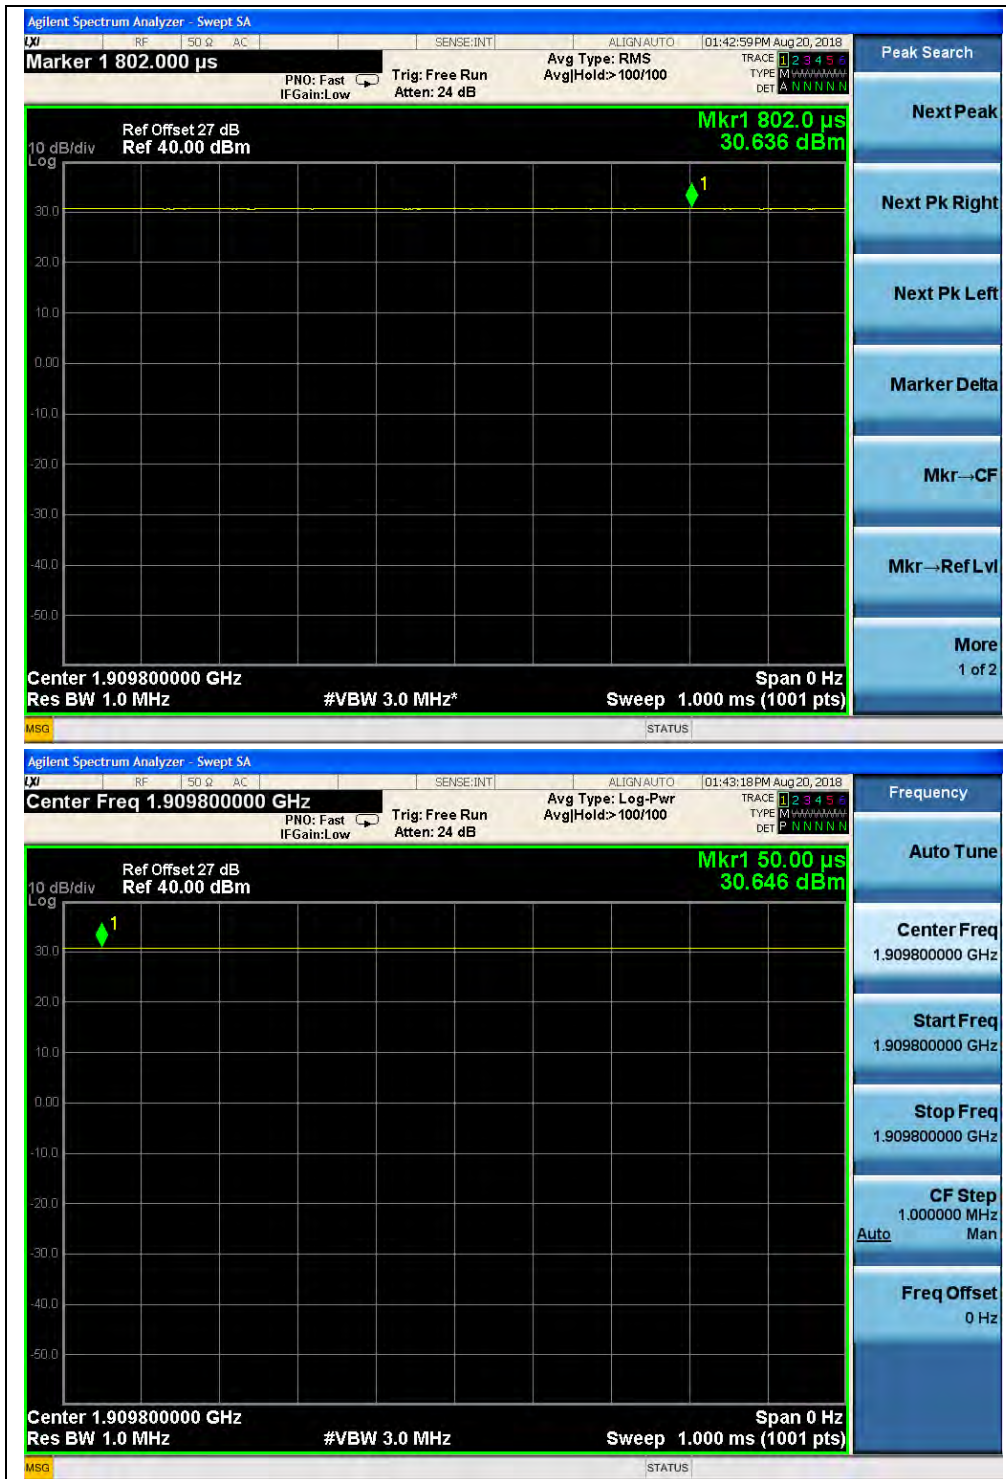 Agilent Spectrum Analyzer - Swept SA
LXI RF 50 Ω AC SENSE:INT ALIGN AUTO 01:42:59 PM Aug 20, 2018
Marker 1 802.000 µs
PNO: Fast
IFGain:Low
Trig: Free Run
Atten: 24 dB
Avg Type: RMS
Avg|Hold:>100/100
TRACE 1 2 3 4 5 6
TYPE M
DET A N N N N N
Peak Search
Mkr1 802.0 µs
30.636 dBm
Ref Offset 27 dB
10 dB/div Ref 40.00 dBm
Log
1
30.0
20.0
10.0
0.00
-10.0
-20.0
-30.0
-40.0
-50.0
Center 1.909800000 GHz Span 0 Hz
Res BW 1.0 MHz #VBW 3.0 MHz* Sweep 1.000 ms (1001 pts)
MSG STATUS
Next Peak
Next Pk Right
Next Pk Left
Marker Delta
Mkr→CF
Mkr→Ref Lvl
More
1 of 2
Agilent Spectrum Analyzer - Swept SA
LXI RF 50 Ω AC SENSE:INT ALIGN AUTO 01:43:18 PM Aug 20, 2018
Center Freq 1.909800000 GHz
PNO: Fast
IFGain:Low
Trig: Free Run
Atten: 24 dB
Avg Type: Log-Pwr
Avg|Hold:>100/100
TRACE 1 2 3 4 5 6
TYPE M
DET P N N N N N
Frequency
Mkr1 50.00 µs
30.646 dBm
Ref Offset 27 dB
10 dB/div Ref 40.00 dBm
Log
1
30.0
20.0
10.0
0.00
-10.0
-20.0
-30.0
-40.0
-50.0
Center 1.909800000 GHz Span 0 Hz
Res BW 1.0 MHz #VBW 3.0 MHz Sweep 1.000 ms (1001 pts)
MSG STATUS
Auto Tune
Center Freq
1.909800000 GHz
Start Freq
1.909800000 GHz
Stop Freq
1.909800000 GHz
CF Step
1.000000 MHz
Auto Man
Freq Offset
0 Hz